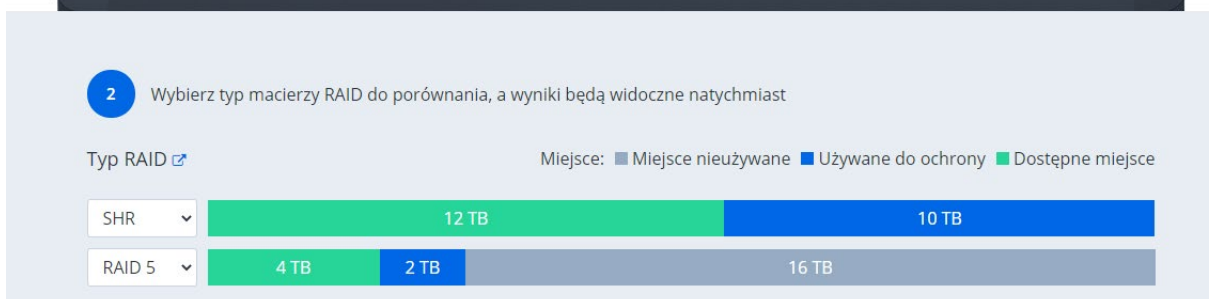 2 Wybierz typ macierzy RAID do porównania, a wyniki będą widoczne natychmiast
Typ RAID Miejsce: Miejsce nieużywane Używane do ochrony Dostępne miejsce
SHR 12 TB 10 TB
RAID 5 4 TB 2 TB 16 TB